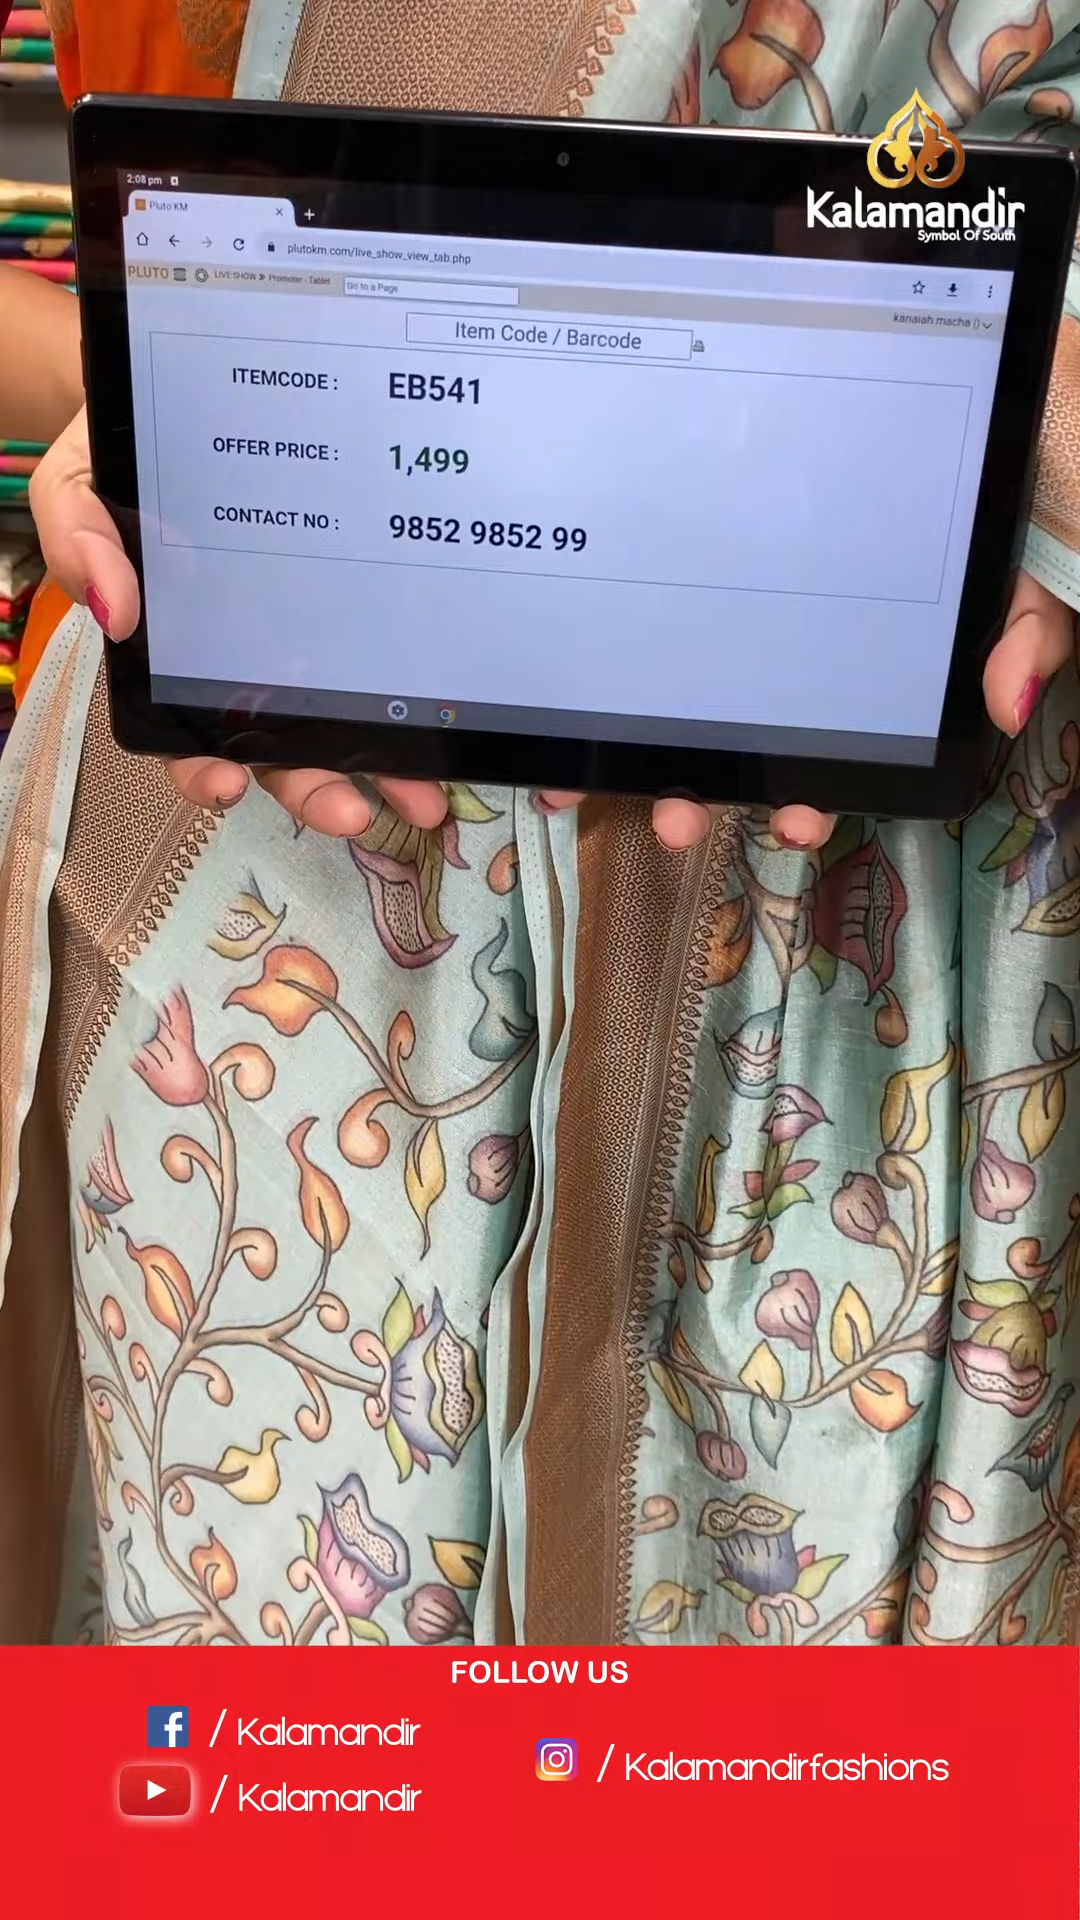 Kalamandir
Symbol Of South
2:08 pm
Pluto KM
plutokm.com/live_show_view_tab.php
PLUTO
LIVE SHOW » Promoter - Tablet
Go to a Page
kanaiah macha ()
Item Code / Barcode
ITEMCODE : EB541
OFFER PRICE : 1,499
CONTACT NO : 9852 9852 99
FOLLOW US
/ Kalamandir
/ Kalamandirfashions
/ Kalamandir